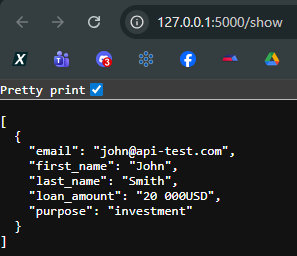 127.0.0.1:5000/show
Pretty print
[
  {
    "email": "john@api-test.com",
    "first_name": "John",
    "last_name": "Smith",
    "loan_amount": "20 000USD",
    "purpose": "investment"
  }
]